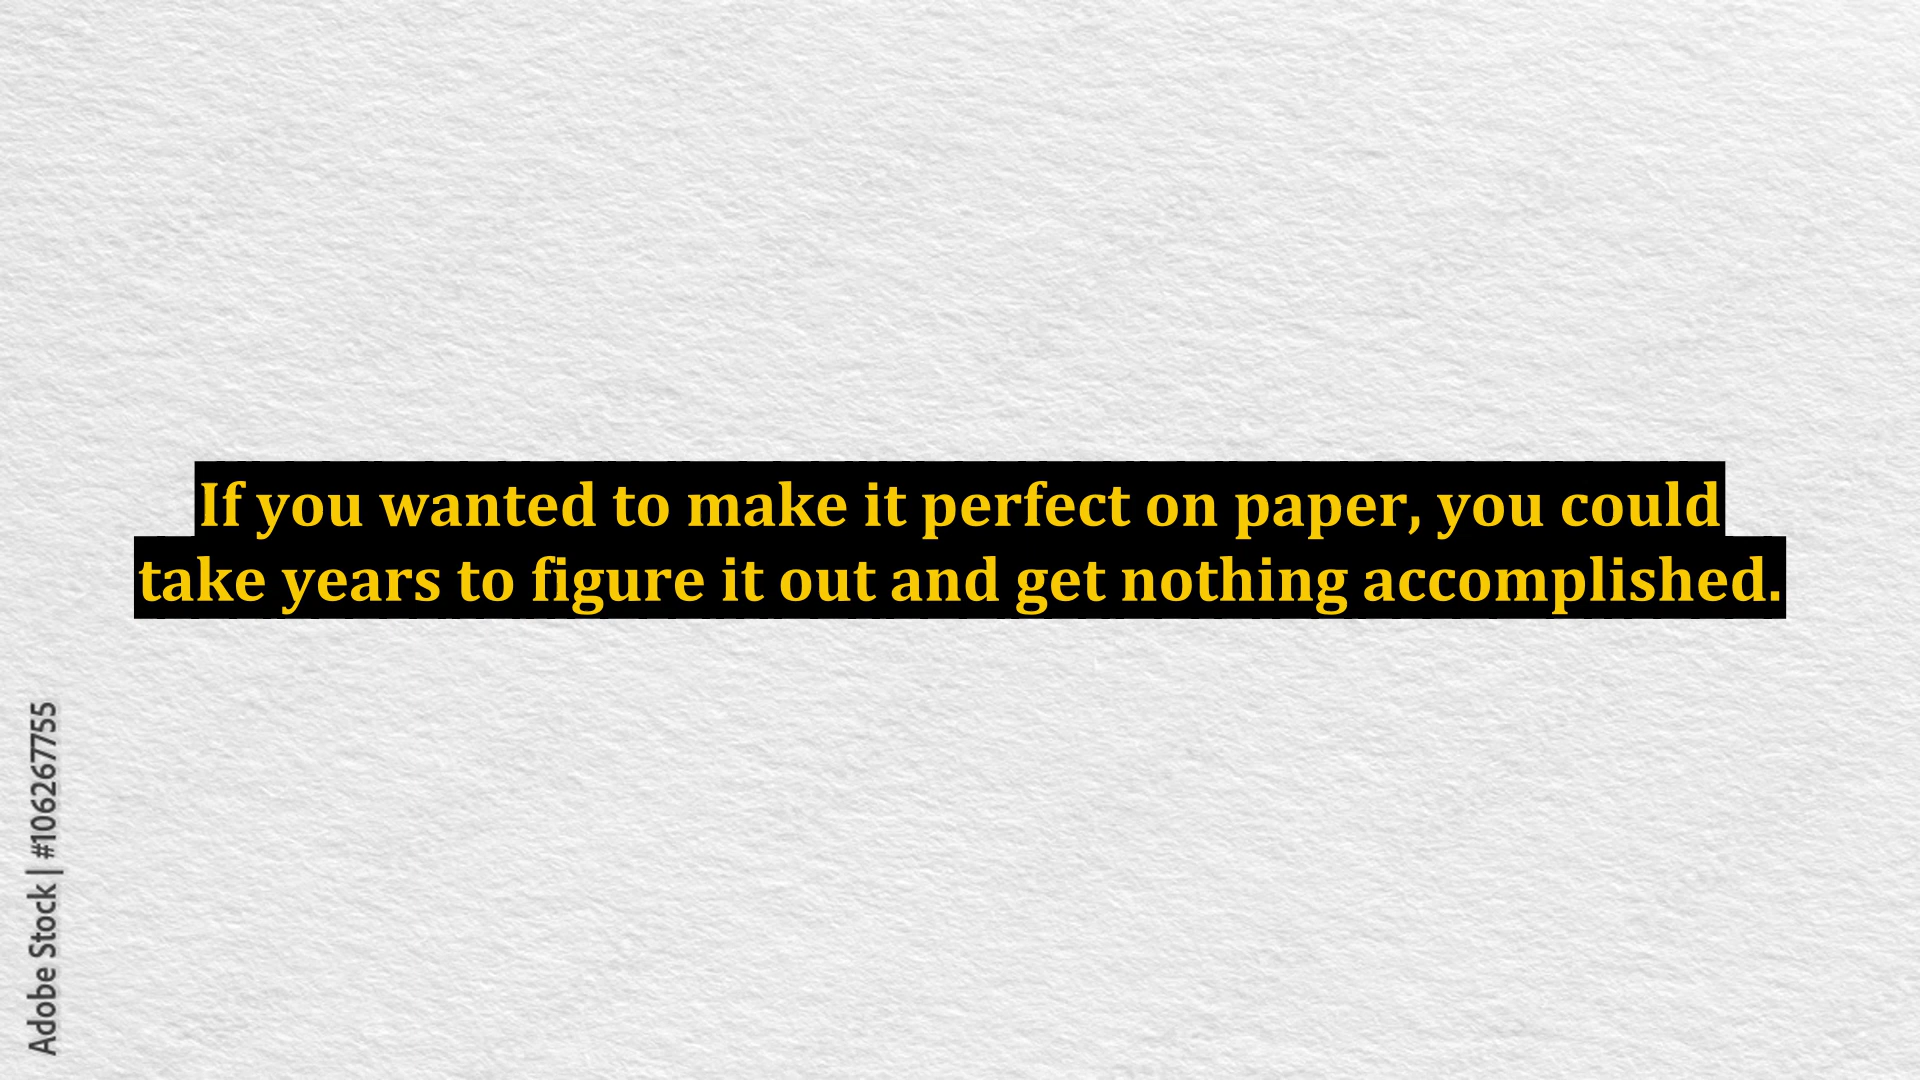 If you wanted to make it perfect on paper, you could
take years to figure it out and get nothing accomplished.
Adobe Stock | #106267755